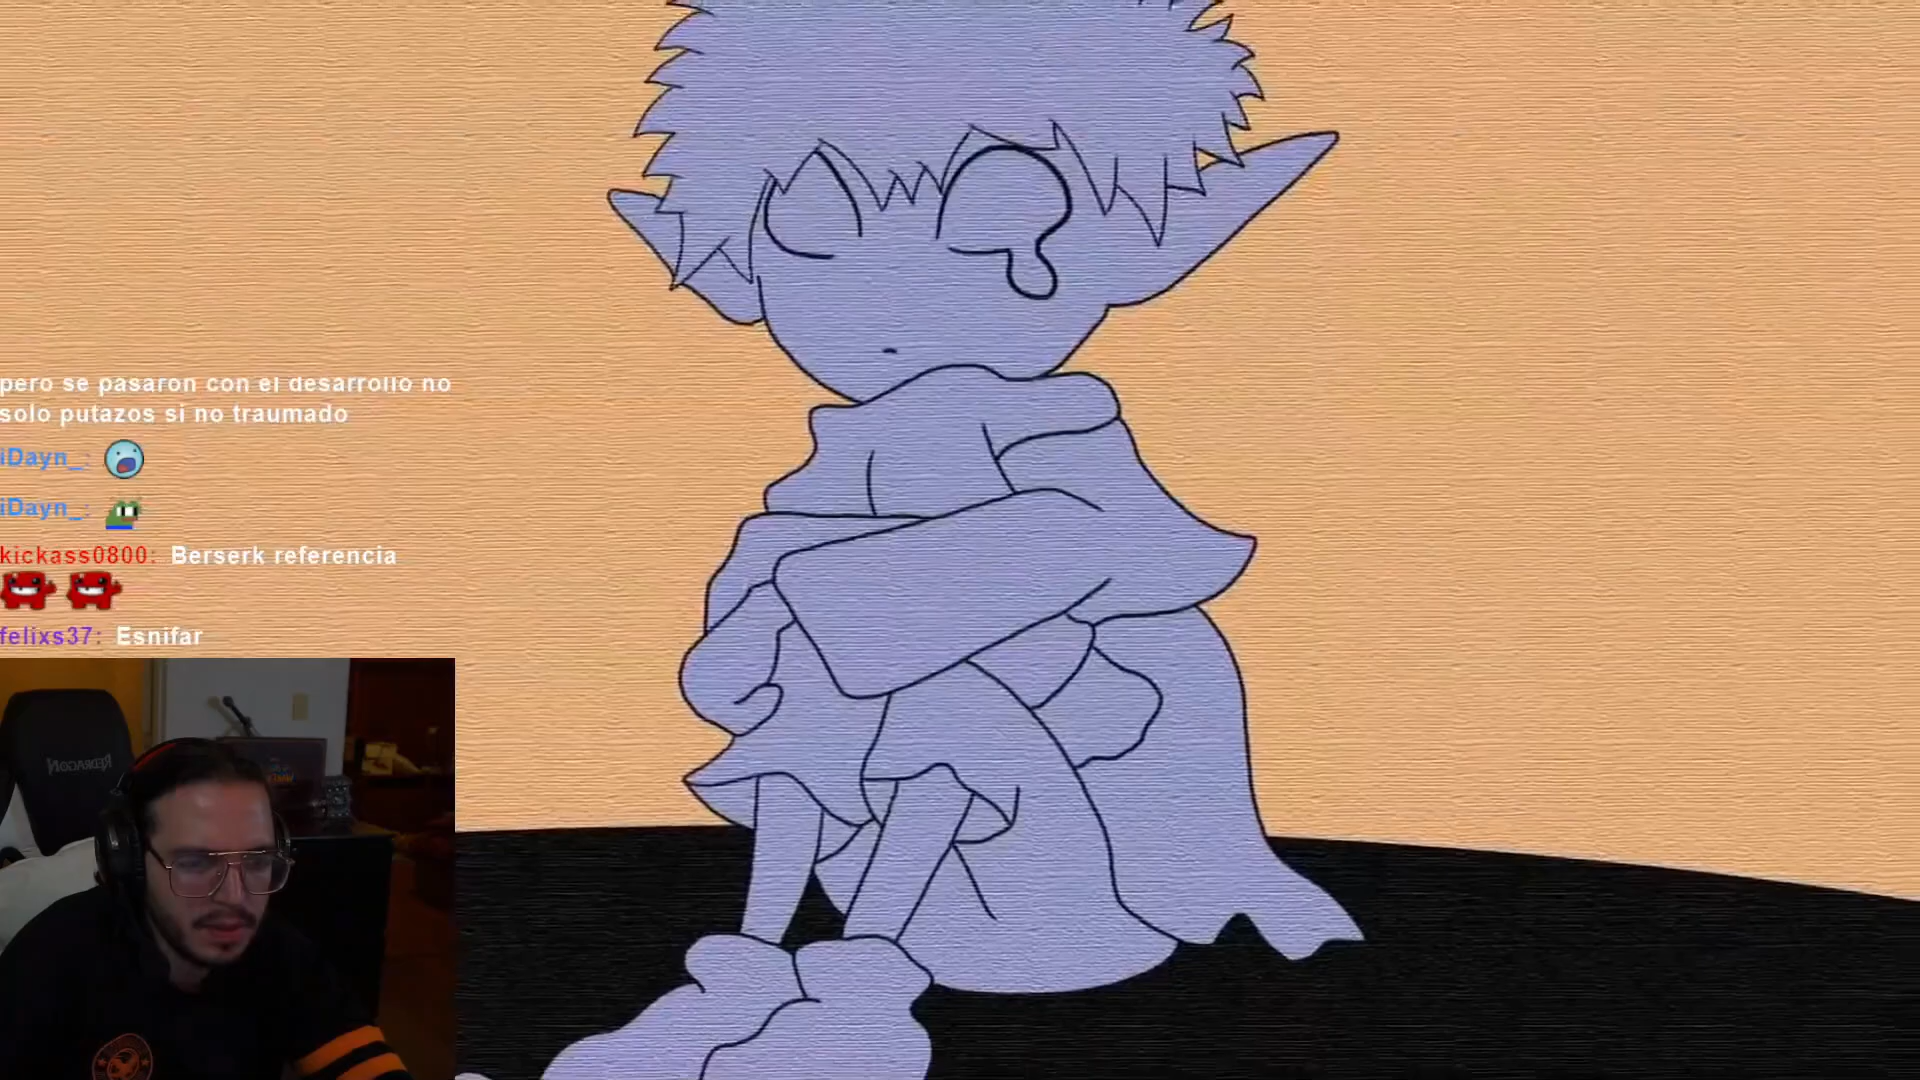 pero se pasaron con el desarrollo no
solo putazos si no traumado
iDayn_:
iDayn_:
kickass0800: Berserk referencia
felixs37: Esnifar
REDRAGON